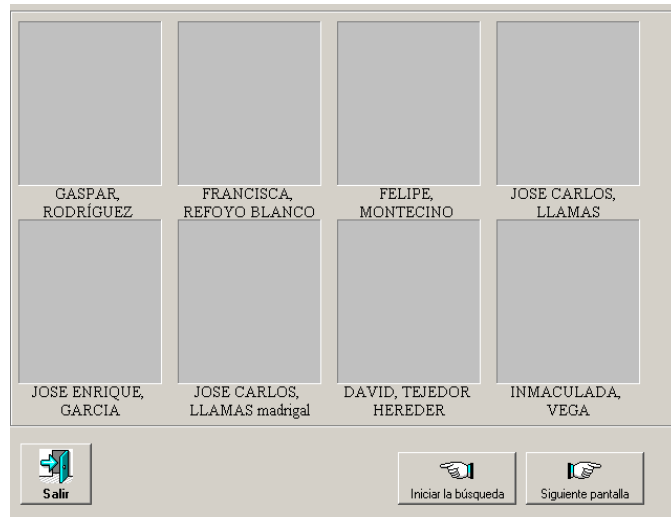 GASPAR,
RODRÍGUEZ
FRANCISCA,
REFOYO BLANCO
FELIPE,
MONTECINO
JOSE CARLOS,
LLAMAS
JOSE ENRIQUE,
GARCIA
JOSE CARLOS,
LLAMAS madrigal
DAVID, TEJEDOR
HEREDER
INMACULADA,
VEGA
Salir
Iniciar la búsqueda
Siguiente pantalla